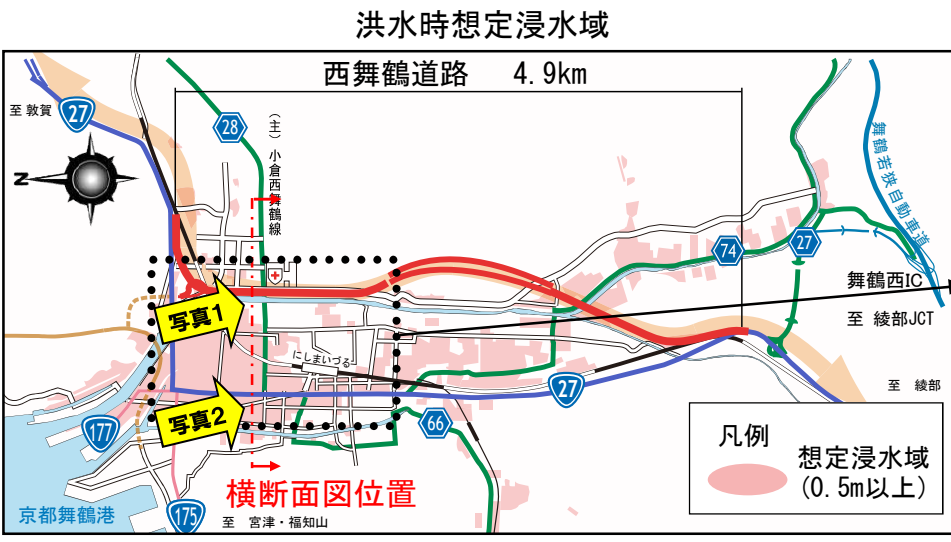 洪水時想定浸水域
西舞鶴道路 4.9km
至 敦賀
27
28
(主)小倉西舞鶴線
N
舞鶴若狭自動車道
74
27
舞鶴西IC
至 綾部JCT
写真1
にしまいづる
27
至 綾部
写真2
66
177
凡例
想定浸水域
(0.5m以上)
横断面図位置
京都舞鶴港
175
至 宮津・福知山